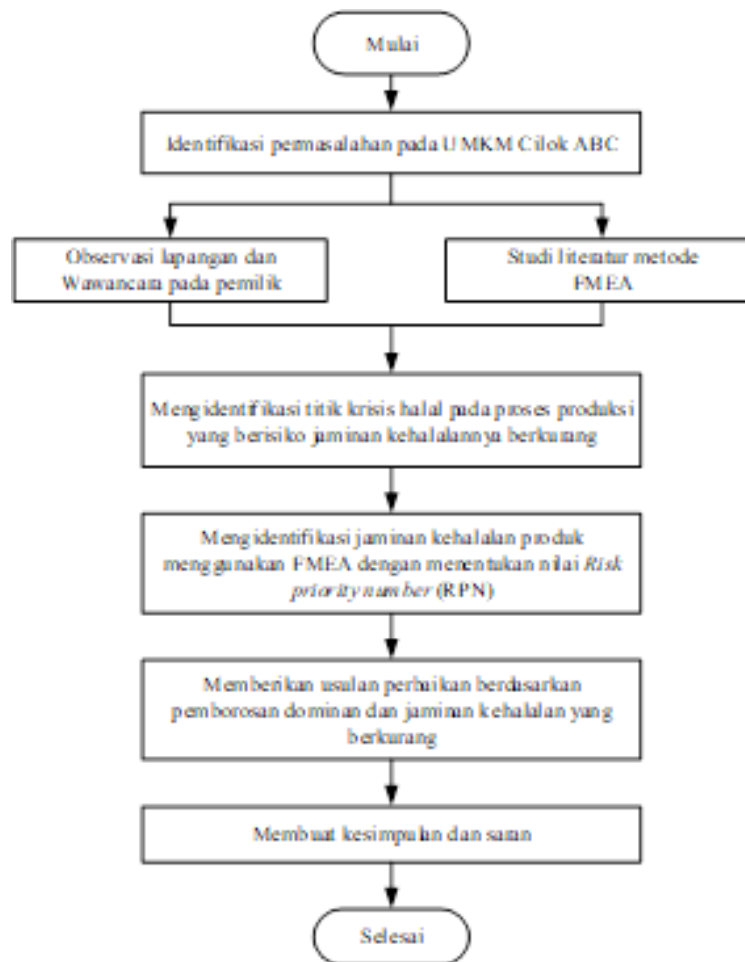 Mulai
Identifikasi permasalahan pada UMKM Cilok ABC
Observasi lapangan dan
Wawancara pada pemilik
Studi literatur metode
FMEA
Mengidentifikasi titik krisis halal pada proses produksi
yang berisiko jaminan kehalalannya berkurang
Mengidentifikasi jaminan kehalalan produk
menggunakan FMEA dengan menentukan nilai Risk
priority number (RPN)
Memberikan usulan perbaikan berdasarkan
pemborosan dominan dan jaminan kehalalan yang
berkurang
Membuat kesimpulan dan saran
Selesai